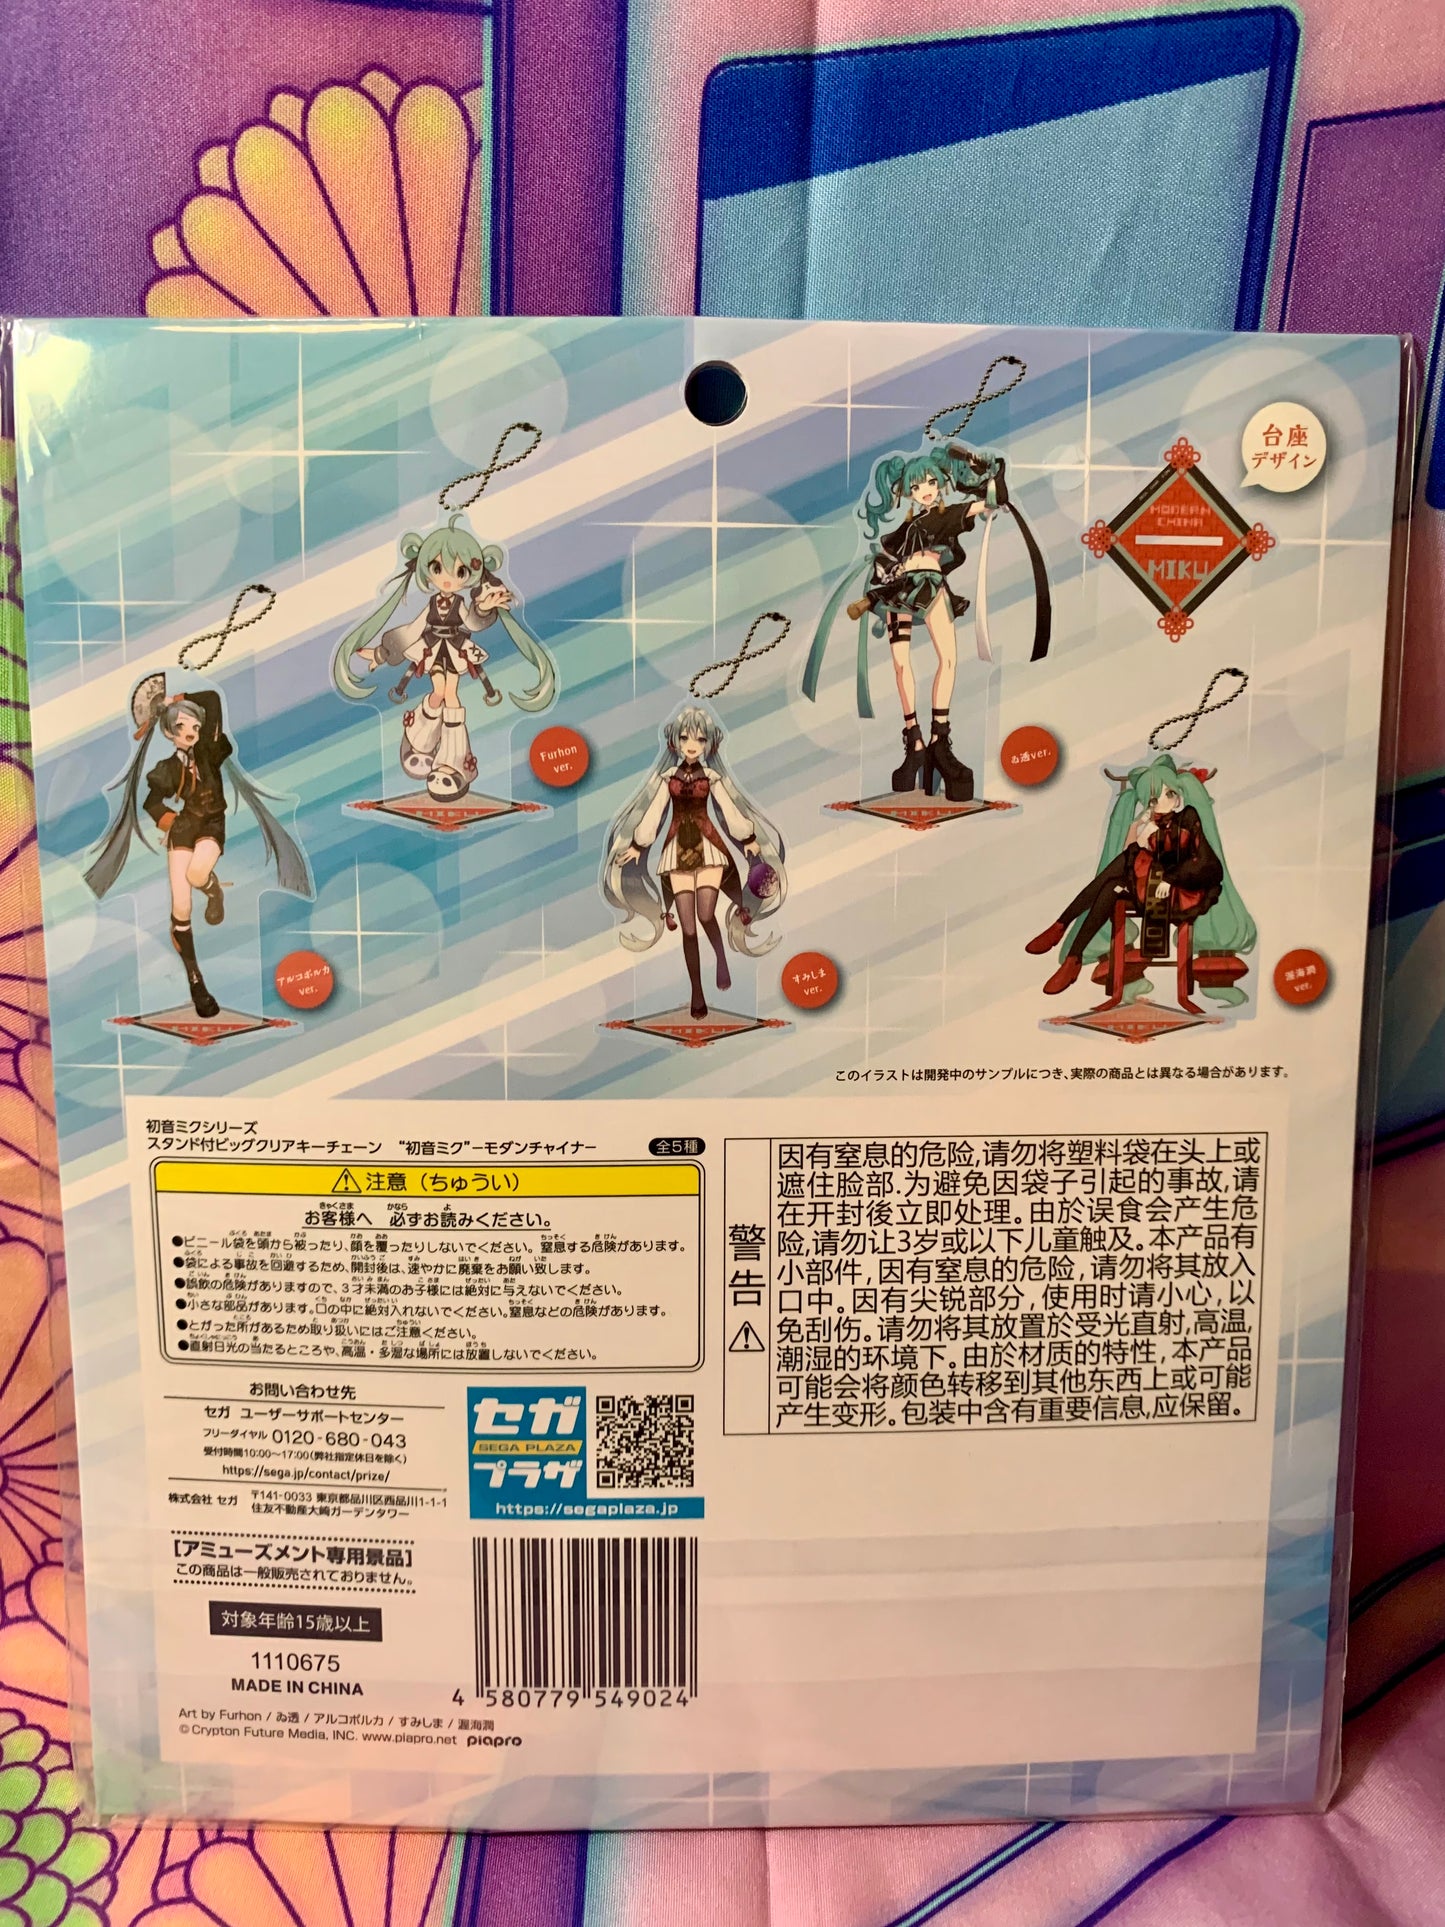 台座
デザイン
MODERN
CHINA
MIKU
Furhon
ver.
ゐ透ver.
アルコポルカ
ver.
すみしま
ver.
渥海潤
ver.
MIKU
MIKU
MIKU
MIKU
MIKU
このイラストは開発中のサンプルにつき、実際の商品とは異なる場合があります。
初音ミクシリーズ
スタンド付ビッグクリアキーチェーン　“初音ミク”−モダンチャイナー　全5種
注意（ちゅうい）
お客様へ　必ずお読みください。
●ビニール袋を頭から被ったり、顔を覆ったりしないでください。窒息する危険があります。
●袋による事故を回避するため、開封後は、速やかに廃棄をお願い致します。
●誤飲の危険がありますので、3才未満のお子様には絶対に与えないでください。
●小さな部品があります。口の中に絶対入れないでください。窒息などの危険があります。
●とがった所があるため取り扱いにはご注意ください。
●直射日光の当たるところや、高温・多湿な場所には放置しないでください。
警告
因有窒息的危险,请勿将塑料袋在头上或
遮住脸部.为避免因袋子引起的事故,请
在开封後立即处理。由於误食会产生危
险,请勿让3岁或以下儿童触及。本产品有
小部件,因有窒息的危险,请勿将其放入
口中。因有尖锐部分,使用时请小心,以
免刮伤。请勿将其放置於受光直射,高温,
潮湿的环境下。由於材质的特性,本产品
可能会将颜色转移到其他东西上或可能
产生变形。包装中含有重要信息,应保留。
お問い合わせ先
セガ ユーザーサポートセンター
フリーダイヤル 0120-680-043
受付時間10:00〜17:00(弊社指定休日を除く)
https://sega.jp/contact/prize/
株式会社 セガ　〒141-0033 東京都品川区西品川1-1-1
住友不動産大崎ガーデンタワー
セガ
SEGA PLAZA
プラザ
https://segaplaza.jp
[アミューズメント専用景品]
この商品は一般販売されておりません。
対象年齢15歳以上
1110675
MADE IN CHINA
4 580779 549024
Art by Furhon / ゐ透 / アルコポルカ / すみしま / 渥海潤
© Crypton Future Media, INC. www.piapro.net piapro